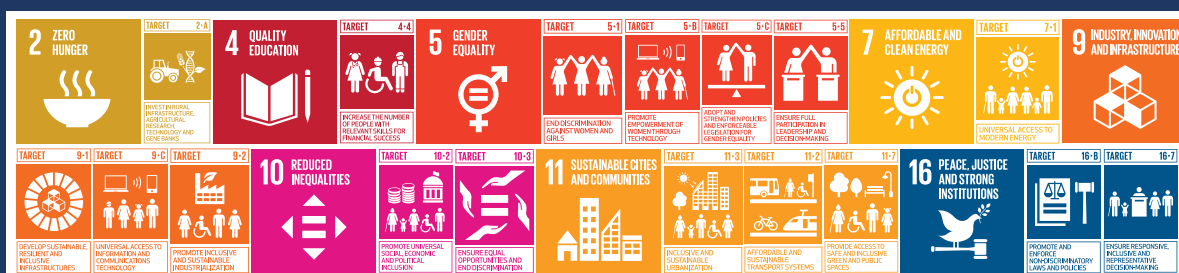 2 ZERO
HUNGER
TARGET 2·A
INVEST IN RURAL
INFRASTRUCTURE,
AGRICULTURAL
RESEARCH,
TECHNOLOGY AND
GENE BANKS
4 QUALITY
EDUCATION
TARGET 4·4
INCREASE THE NUMBER
OF PEOPLE WITH
RELEVANT SKILLS FOR
FINANCIAL SUCCESS
5 GENDER
EQUALITY
TARGET 5·1
END DISCRIMINATION
AGAINST WOMEN AND
GIRLS
TARGET 5·B
PROMOTE
EMPOWERMENT OF
WOMEN THROUGH
TECHNOLOGY
TARGET 5·C
ADOPT AND
STRENGTHEN POLICIES
AND ENFORCEABLE
LEGISLATION FOR
GENDER EQUALITY
TARGET 5·5
ENSURE FULL
PARTICIPATION IN
LEADERSHIP AND
DECISION-MAKING
7 AFFORDABLE AND
CLEAN ENERGY
TARGET 7·1
UNIVERSAL ACCESS TO
MODERN ENERGY
9 INDUSTRY, INNOVATION
AND INFRASTRUCTURE
TARGET 9·1
DEVELOP SUSTAINABLE,
RESILIENT AND
INCLUSIVE
INFRASTRUCTURES
TARGET 9·C
UNIVERSAL ACCESS TO
INFORMATION AND
COMMUNICATIONS
TECHNOLOGY
TARGET 9·2
PROMOTE INCLUSIVE
AND SUSTAINABLE
INDUSTRIALIZATION
10 REDUCED
INEQUALITIES
TARGET 10·2
PROMOTE UNIVERSAL
SOCIAL, ECONOMIC
AND POLITICAL
INCLUSION
TARGET 10·3
ENSURE EQUAL
OPPORTUNITIES AND
END DISCRIMINATION
11 SUSTAINABLE CITIES
AND COMMUNITIES
TARGET 11·3
INCLUSIVE AND
SUSTAINABLE
URBANIZATION
TARGET 11·2
AFFORDABLE AND
SUSTAINABLE
TRANSPORT SYSTEMS
TARGET 11·7
PROVIDE ACCESS TO
SAFE AND INCLUSIVE
GREEN AND PUBLIC
SPACES
16 PEACE, JUSTICE
AND STRONG
INSTITUTIONS
TARGET 16·B
PROMOTE AND
ENFORCE
NON-DISCRIMINATORY
LAWS AND POLICIES
TARGET 16·7
ENSURE RESPONSIVE,
INCLUSIVE AND
REPRESENTATIVE
DECISION-MAKING